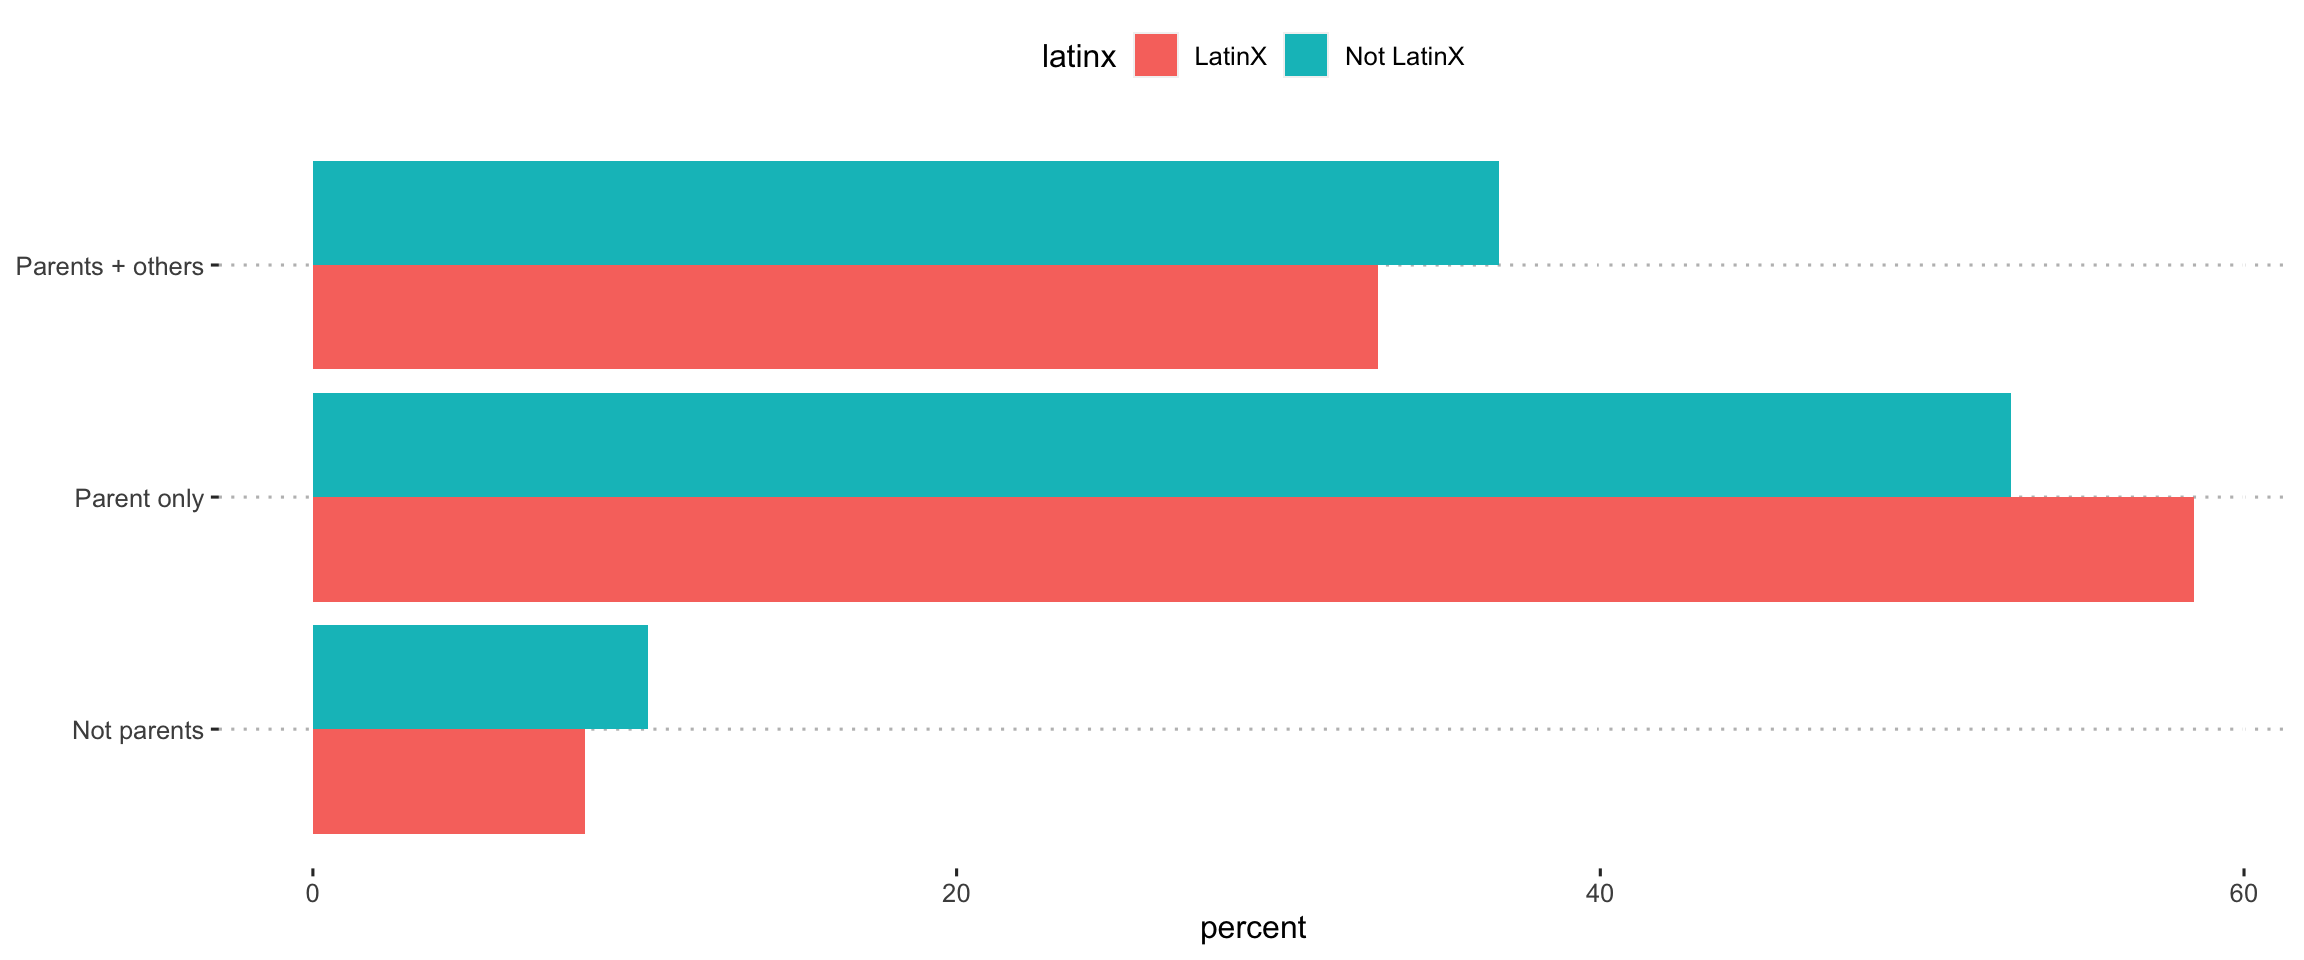 latinx LatinX Not LatinX
Parents + others
Parent only
Not parents
0 20 40 60
percent